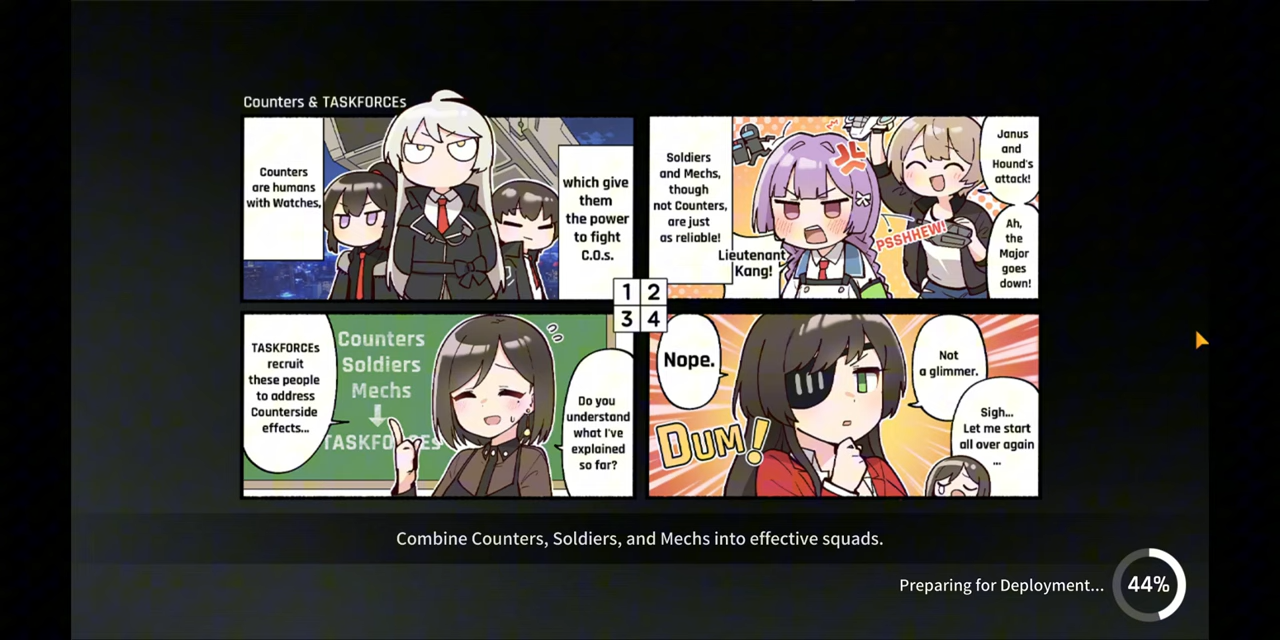 Counters & TASKFORCEs
Counters
are humans
with Watches,
which give
them
the power
to fight
C.O.s.
Soldiers
and Mechs,
though
not Counters,
are just
as reliable!
Lieutenant
Kang!
PSSHHEW!
Janus
and
Hound's
attack!
Ah,
the
Major
goes
down!
1 2
3 4
TASKFORCEs
recruit
these people
to address
Counterside
effects...
Counters
Soldiers
Mechs
TASKFORCEs
Do you
understand
what I've
explained
so far?
Nope.
DUM!
Not
a glimmer.
Sigh...
Let me start
all over again
...
Combine Counters, Soldiers, and Mechs into effective squads.
Preparing for Deployment...
44%